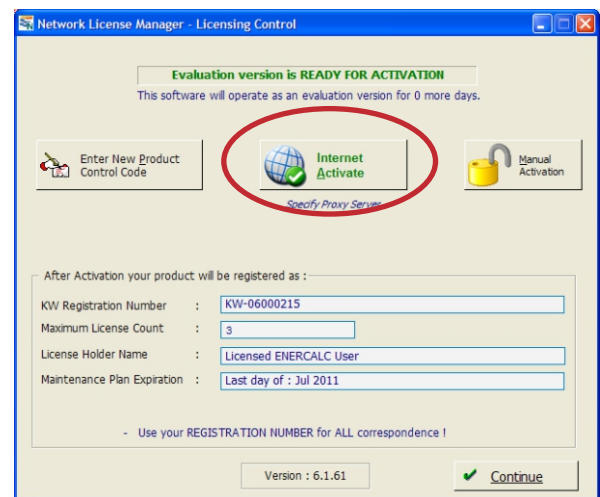 Network License Manager - Licensing Control
Evaluation version is READY FOR ACTIVATION
This software will operate as an evaluation version for 0 more days.
Enter New Product
Control Code
Internet
Activate
Manual
Activation
Specify Proxy Server
After Activation your product will be registered as :
KW Registration Number : KW-06000215
Maximum License Count : 3
License Holder Name : Licensed ENERCALC User
Maintenance Plan Expiration : Last day of : Jul 2011
- Use your REGISTRATION NUMBER for ALL correspondence !
Version : 6.1.61
Continue